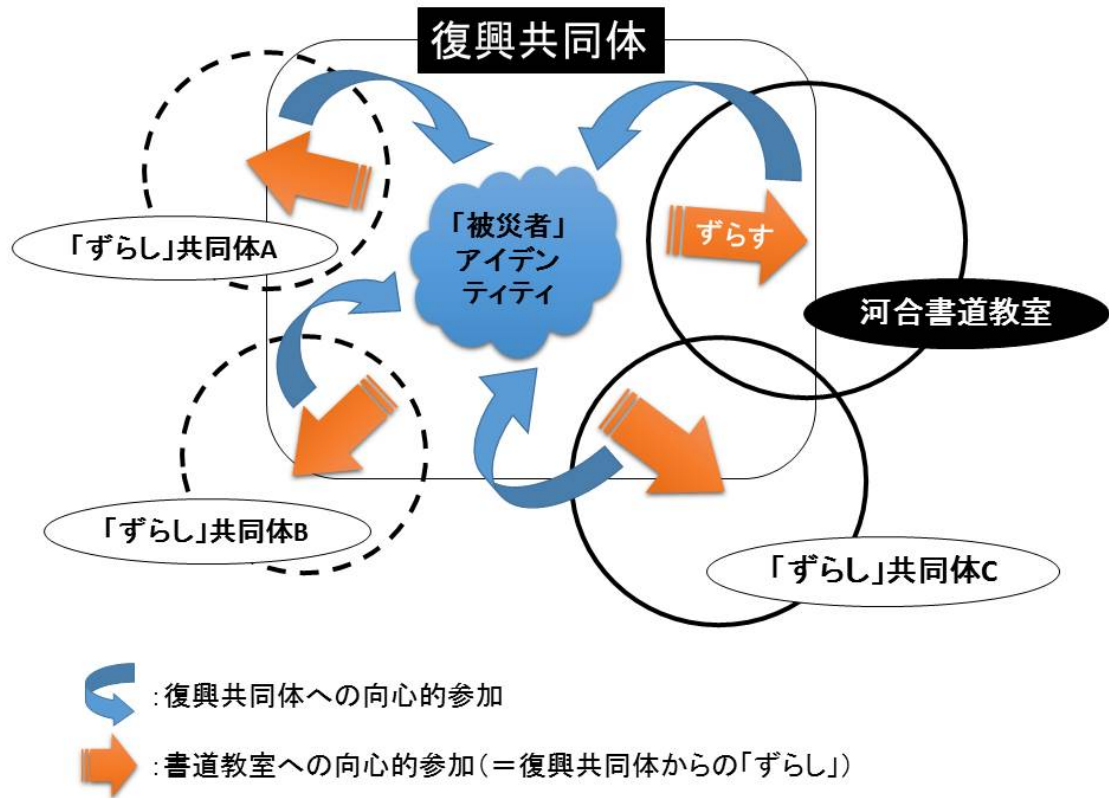 復興共同体
「被災者」
アイデン
ティティ
ずらす
「ずらし」共同体A
河合書道教室
「ずらし」共同体B
「ずらし」共同体C
：復興共同体への向心的参加
：書道教室への向心的参加（＝復興共同体からの「ずらし」）